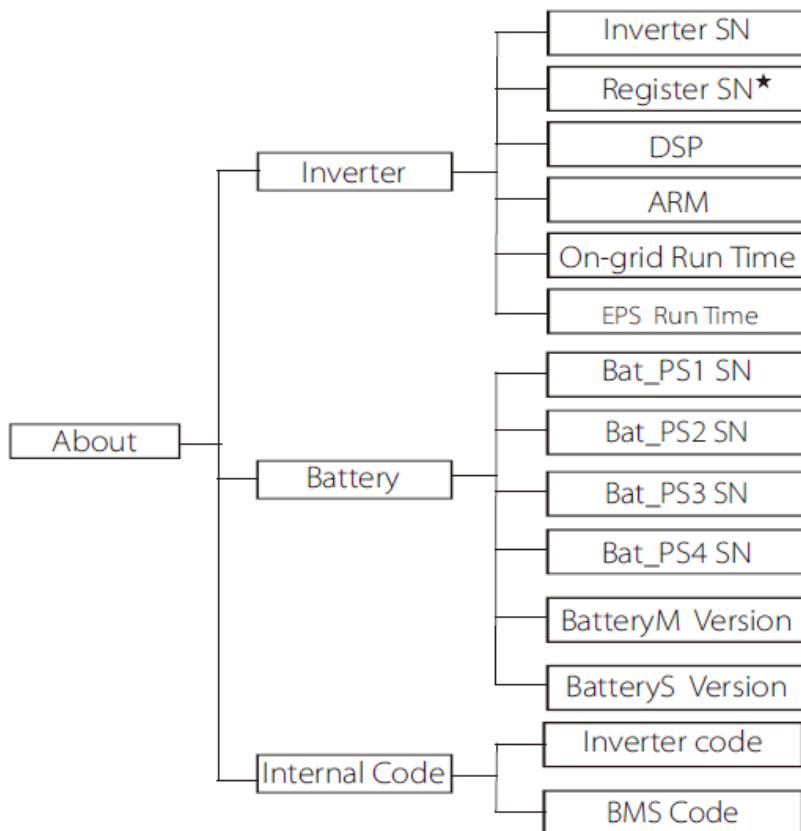 About
Inverter
Inverter SN
Register SN★
DSP
ARM
On-grid Run Time
EPS Run Time
Battery
Bat_PS1 SN
Bat_PS2 SN
Bat_PS3 SN
Bat_PS4 SN
BatteryM Version
BatteryS Version
Internal Code
Inverter code
BMS Code